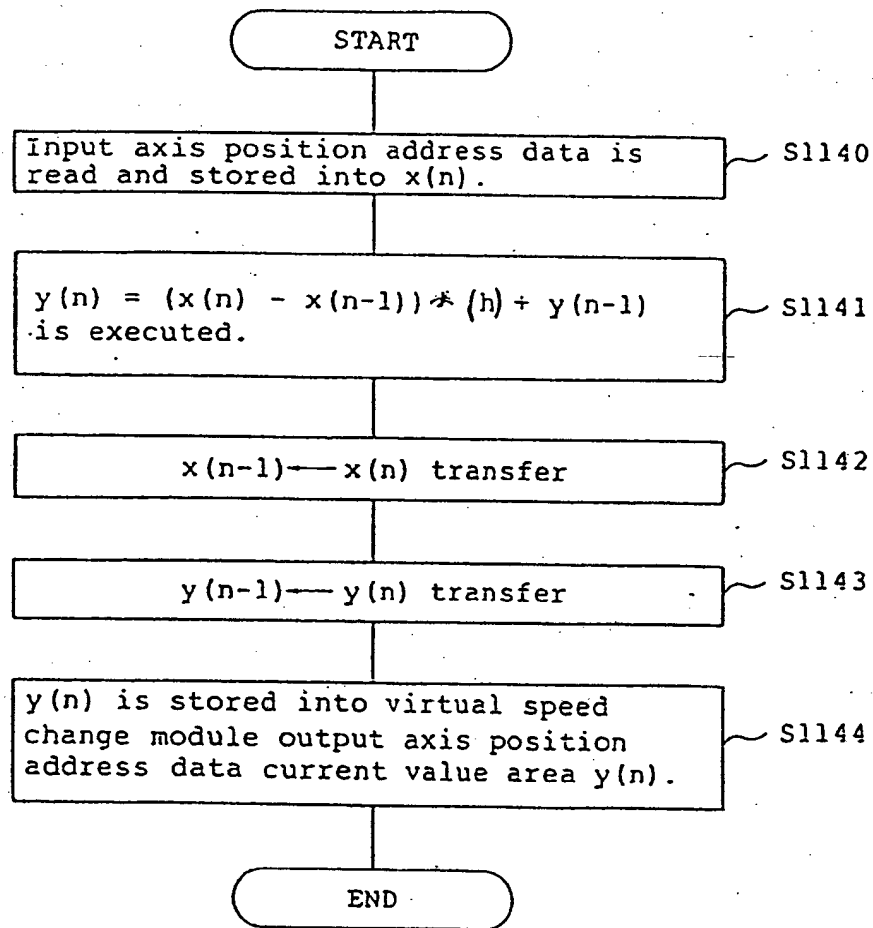 START
Input axis position address data is
read and stored into x(n).
S1140
y(n) = (x(n) - x(n-1)) * (h) + y(n-1)
is executed.
S1141
x(n-1) ← x(n) transfer
S1142
y(n-1) ← y(n) transfer
S1143
y(n) is stored into virtual speed
change module output axis position
address data current value area y(n).
S1144
END